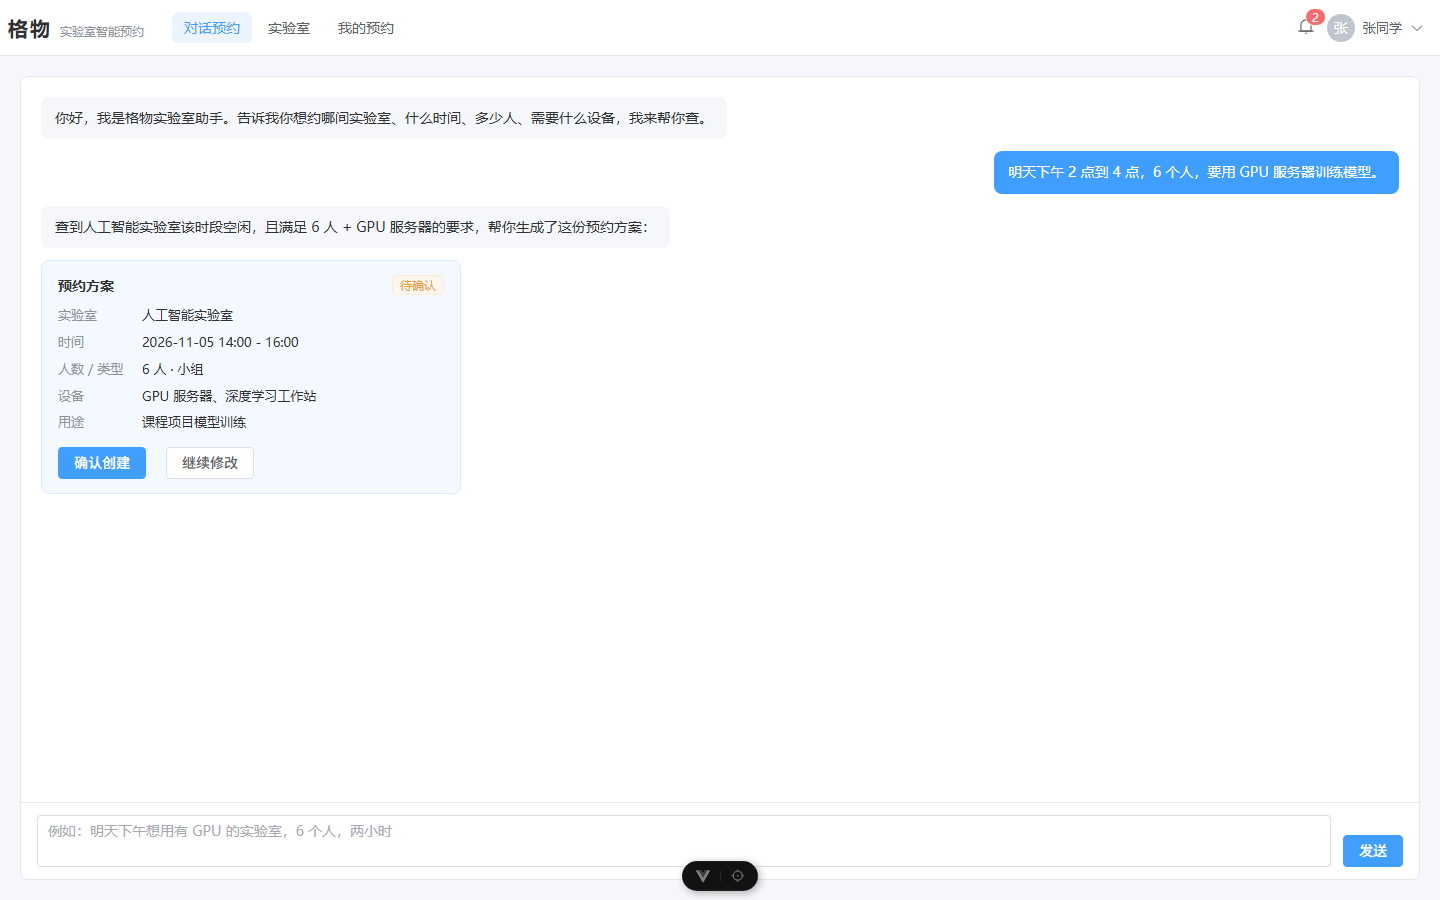 格物 实验室智能预约 对话预约 实验室 我的预约 2 张 张同学
你好，我是格物实验室助手。告诉我你想约哪间实验室、什么时间、多少人、需要什么设备，我来帮你查。
明天下午 2 点到 4 点，6 个人，要用 GPU 服务器训练模型。
查到人工智能实验室该时段空闲，且满足 6 人 + GPU 服务器的要求，帮你生成了这份预约方案：
预约方案 待确认
实验室 人工智能实验室
时间 2026-11-05 14:00 - 16:00
人数 / 类型 6 人 · 小组
设备 GPU 服务器、深度学习工作站
用途 课程项目模型训练
确认创建 继续修改
例如：明天下午想用有 GPU 的实验室，6 个人，两小时
发送